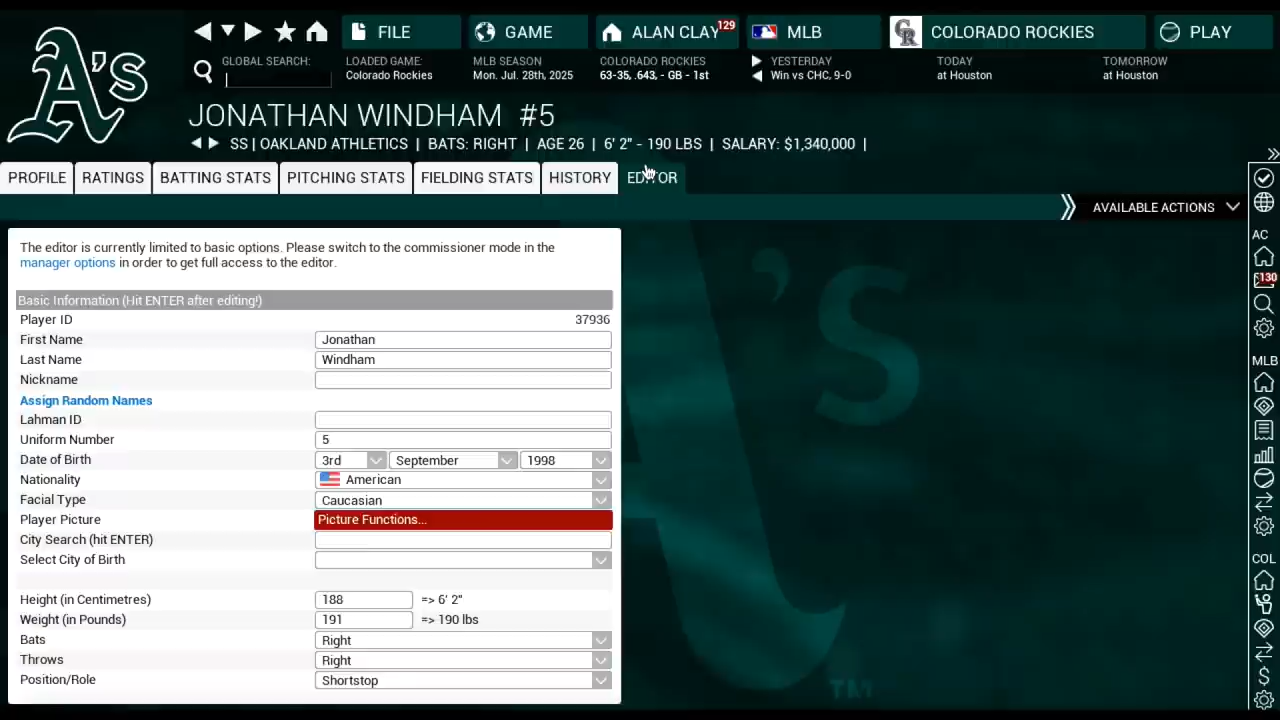 A's
FILE
GAME
ALAN CLAY
129
MLB
CR
COLORADO ROCKIES
PLAY
GLOBAL SEARCH:
LOADED GAME:
Colorado Rockies
MLB SEASON
Mon. Jul. 28th, 2025
COLORADO ROCKIES
63-35, .643, - GB - 1st
YESTERDAY
Win vs CHC, 9-0
TODAY
at Houston
TOMORROW
at Houston
JONATHAN WINDHAM #5
SS | OAKLAND ATHLETICS | BATS: RIGHT | AGE 26 | 6' 2" - 190 LBS | SALARY: $1,340,000 |
PROFILE
RATINGS
BATTING STATS
PITCHING STATS
FIELDING STATS
HISTORY
EDITOR
AVAILABLE ACTIONS
The editor is currently limited to basic options. Please switch to the commissioner mode in the
manager options in order to get full access to the editor.
Basic Information (Hit ENTER after editing!)
Player ID 37936
First Name Jonathan
Last Name Windham
Nickname
Assign Random Names
Lahman ID
Uniform Number 5
Date of Birth 3rd September 1998
Nationality American
Facial Type Caucasian
Player Picture Picture Functions...
City Search (hit ENTER)
Select City of Birth
Height (in Centimetres) 188 => 6' 2"
Weight (in Pounds) 191 => 190 lbs
Bats Right
Throws Right
Position/Role Shortstop
's
TM
AC
130
MLB
COL
$